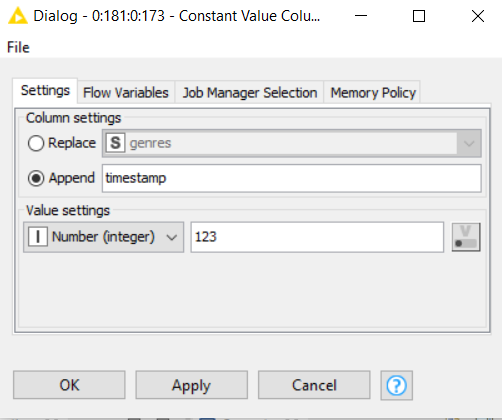 Dialog - 0:181:0:173 - Constant Value Colu...
File
Settings Flow Variables Job Manager Selection Memory Policy
Column settings
Replace S genres
Append timestamp
Value settings
I Number (integer) 123 V
OK Apply Cancel ?